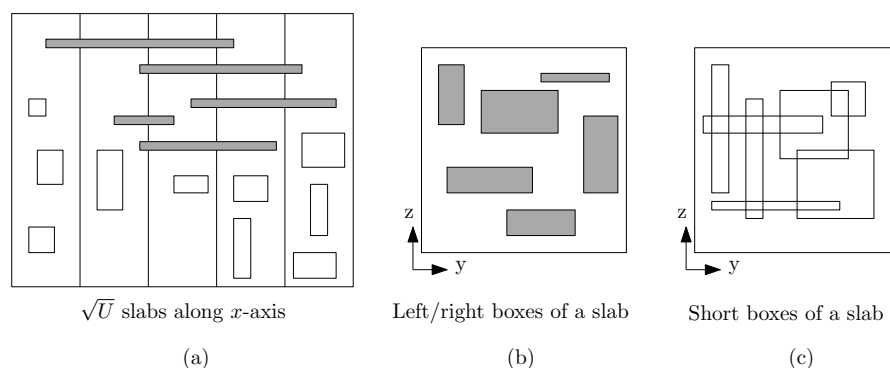 z
y
z
y
√U slabs along x-axis
Left/right boxes of a slab
Short boxes of a slab
(a)
(b)
(c)